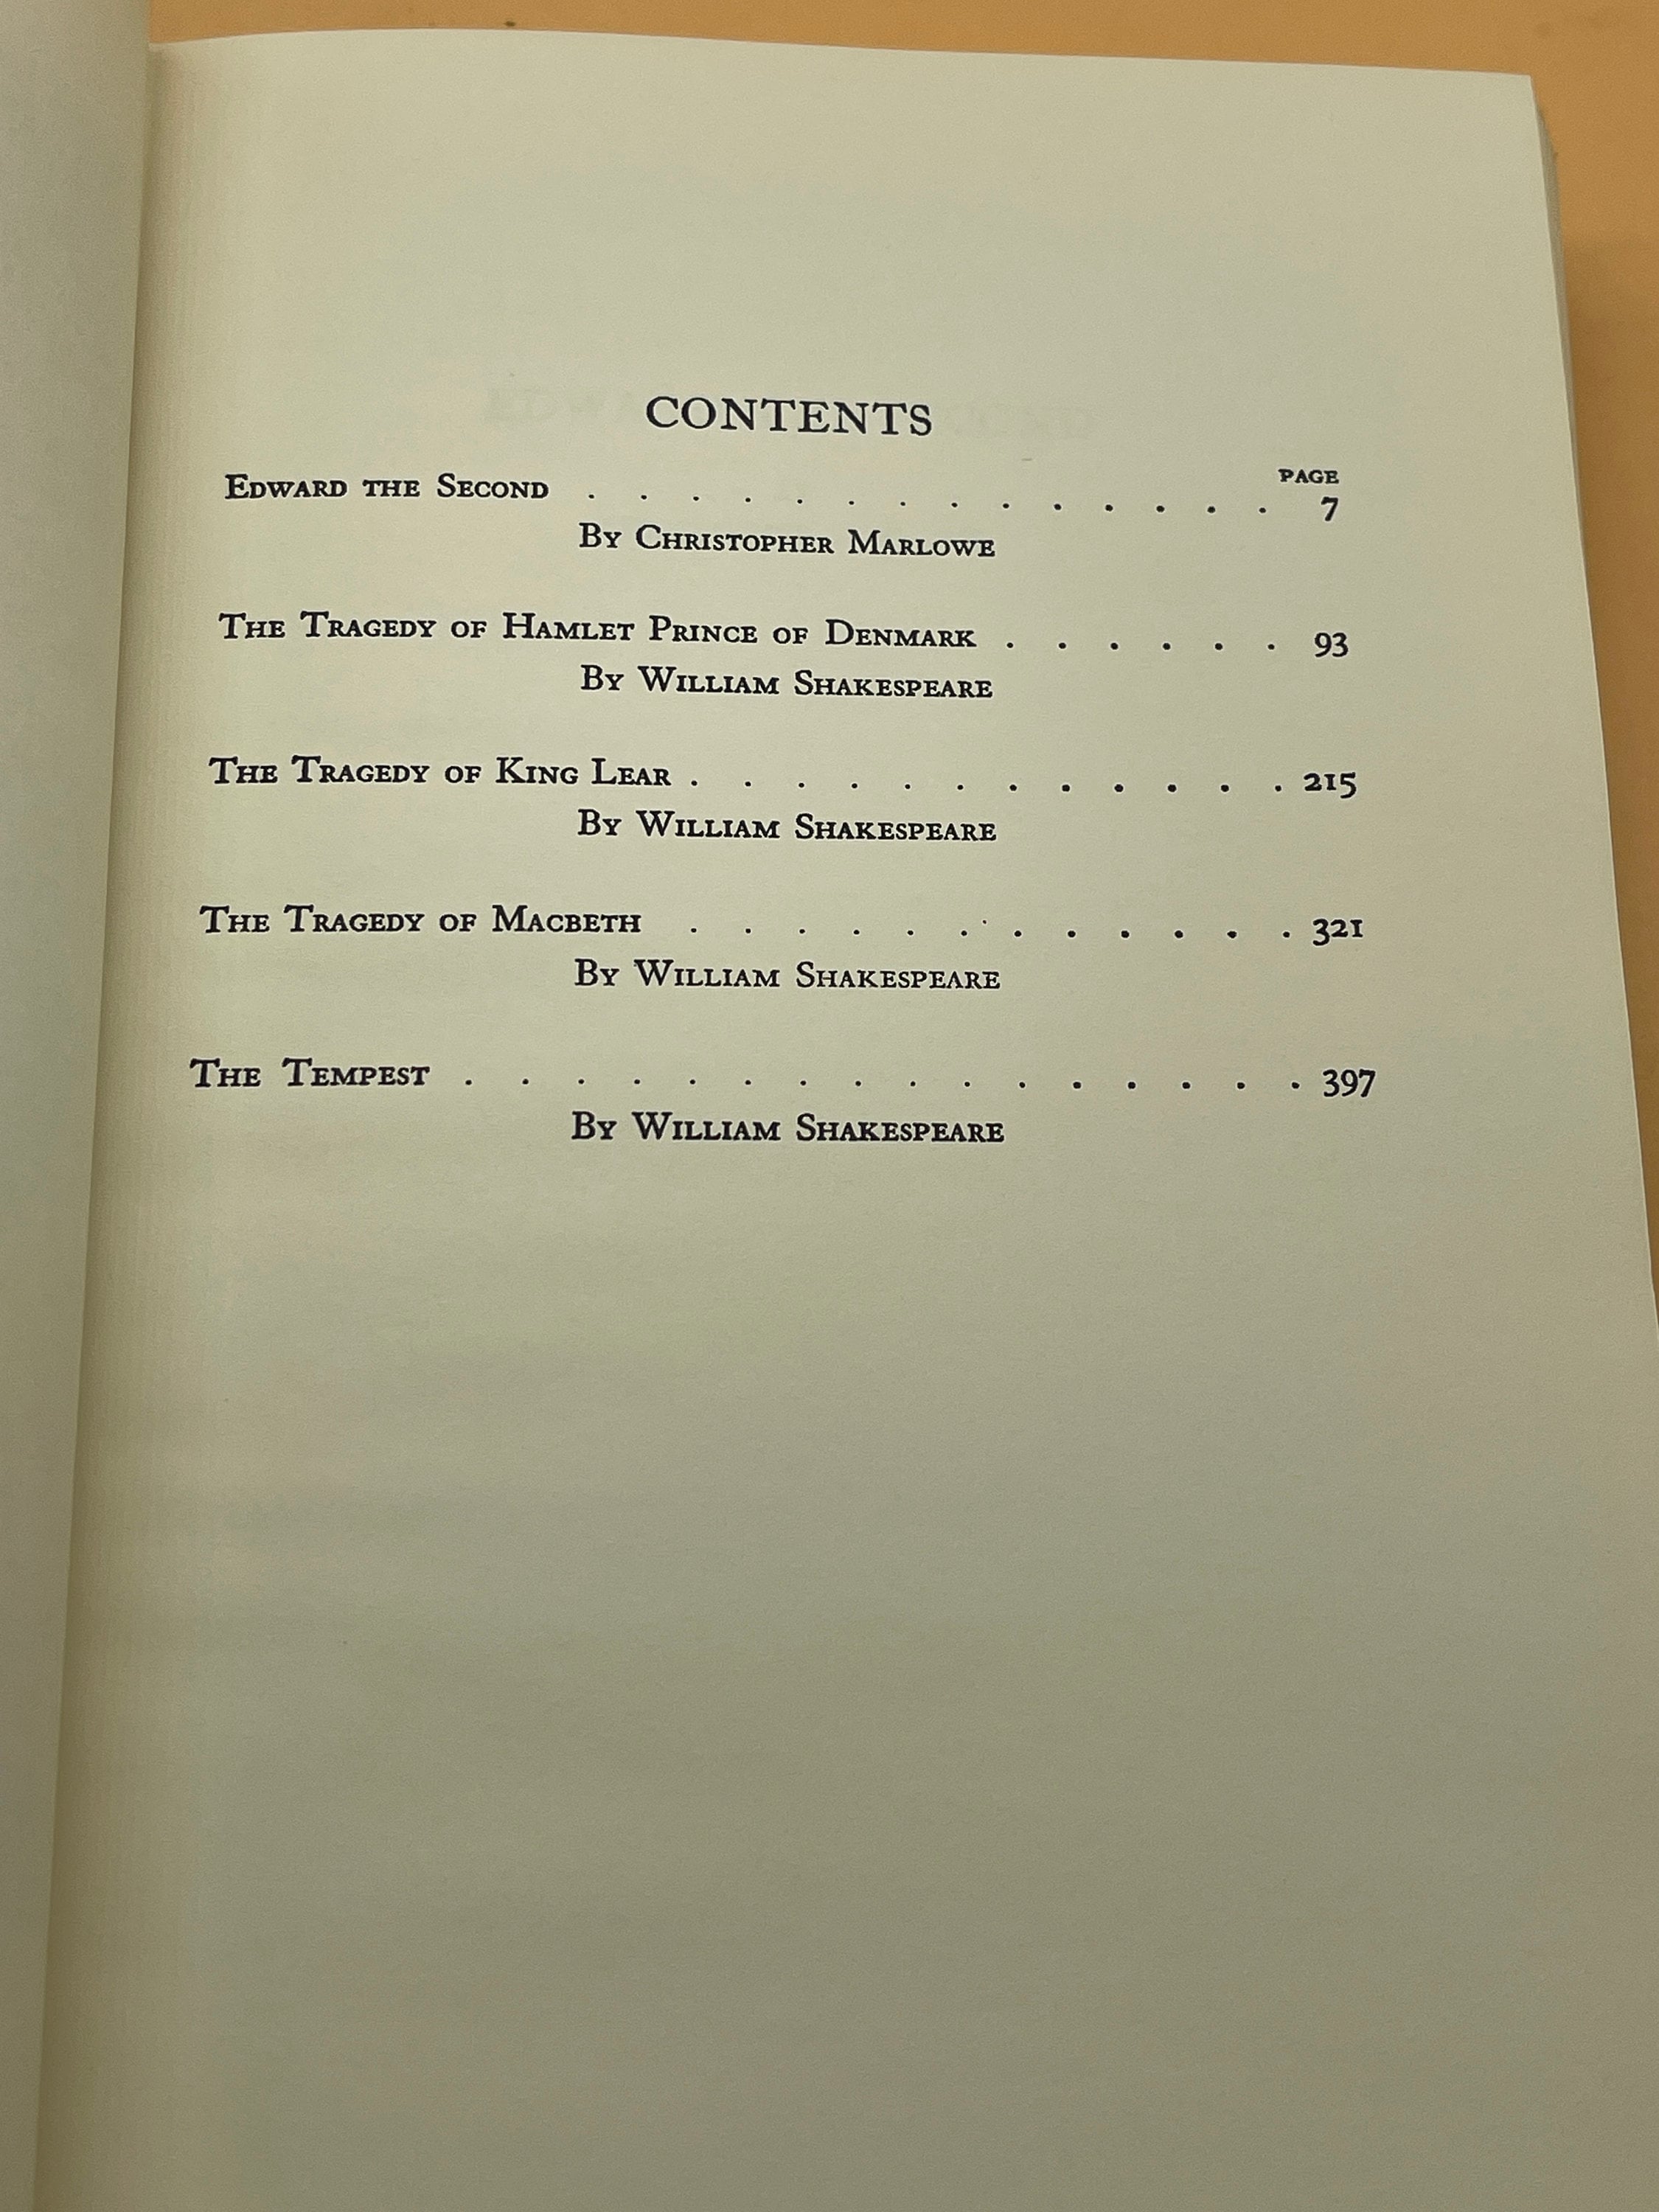 CONTENTS
PAGE
Edward the Second . . . . . . . . . . . . . . 7
By Christopher Marlowe
The Tragedy of Hamlet Prince of Denmark . . . . . . 93
By William Shakespeare
The Tragedy of King Lear . . . . . . . . . . . . 215
By William Shakespeare
The Tragedy of Macbeth . . . . . . . . . . . . 321
By William Shakespeare
The Tempest . . . . . . . . . . . . . . . . 397
By William Shakespeare